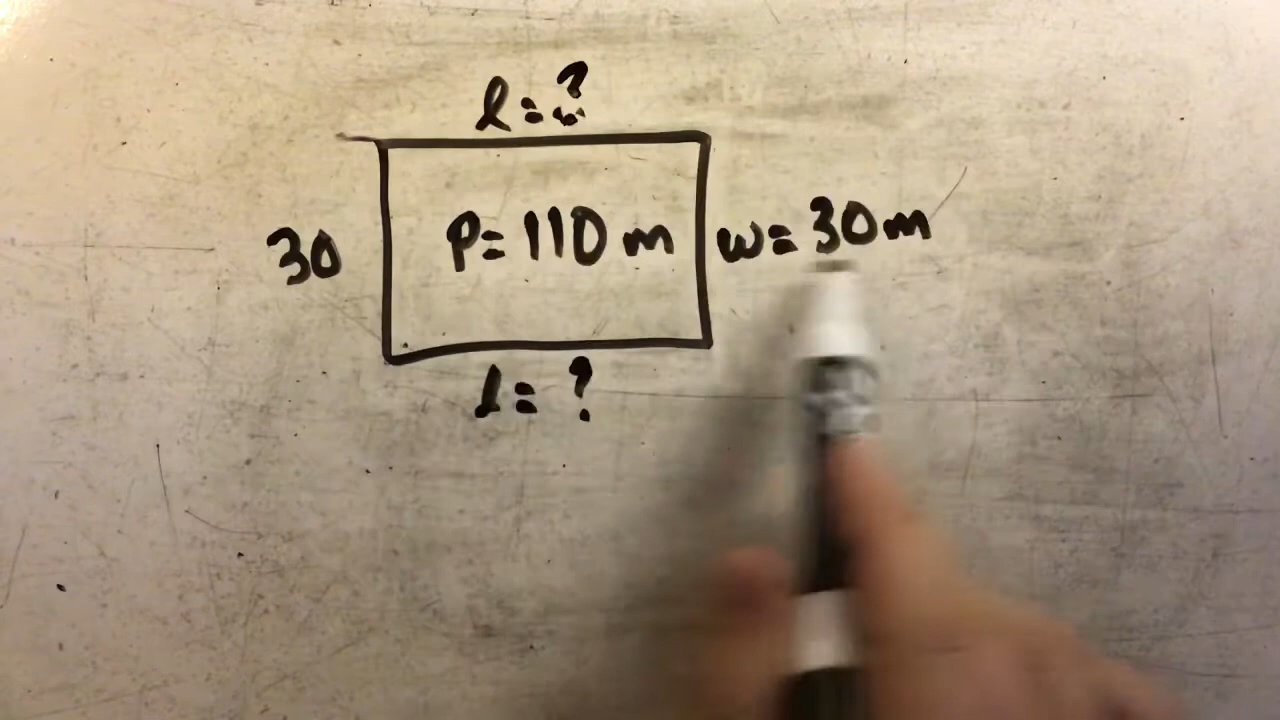 l = ?
30
P = 110 m
w = 30 m
l = ?